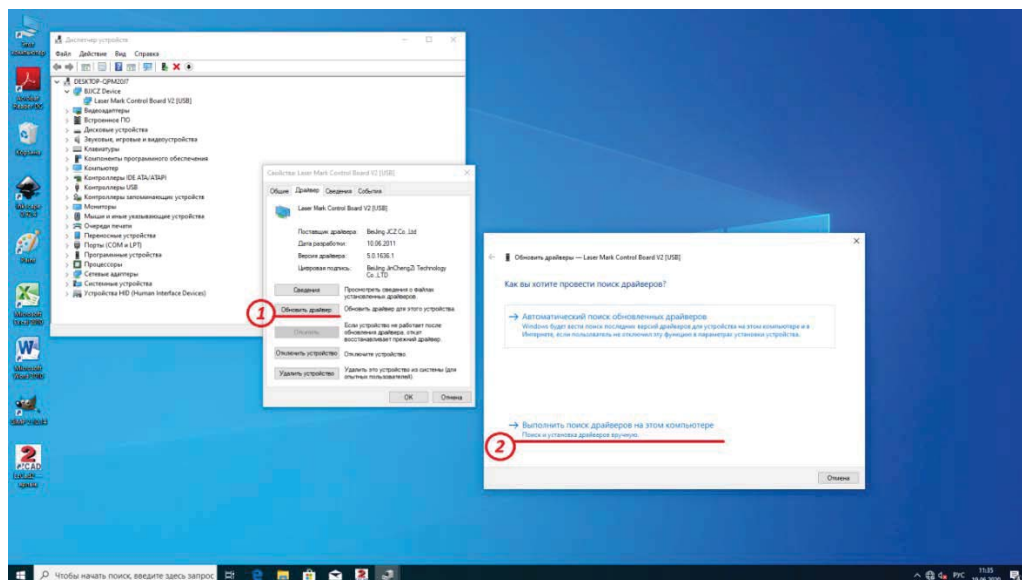 Диспетчер устройств
Файл Действие Вид Справка
DESKTOP-QPM20I7
BJJCZ Device
Laser Mark Control Board V2 [USB]
Видеоадаптеры
Встроенное ПО
Дисковые устройства
Звуковые, игровые и видеоустройства
Клавиатуры
Компоненты программного обеспечения
Компьютер
Контроллеры IDE ATA/ATAPI
Контроллеры USB
Контроллеры запоминающих устройств
Мониторы
Мыши и иные указывающие устройства
Очереди печати
Переносные устройства
Порты (COM и LPT)
Программные устройства
Процессоры
Сетевые адаптеры
Системные устройства
Устройства HID (Human Interface Devices)
Свойства: Laser Mark Control Board V2 [USB]
Общие Драйвер Сведения События
Laser Mark Control Board V2 [USB]
Поставщик драйвера: BeiJing JCZ Co., Ltd
Дата разработки: 10.06.2011
Версия драйвера: 5.0.1636.1
Цифровая подпись: BeiJing JinChengZi Technology
Co.,LTD
Сведения Просмотреть сведения о файлах
установленных драйверов.
1 Обновить драйвер Обновить драйвер для этого устройства.
Откатить Если устройство не работает после
обновления драйвера, откат
восстанавливает прежний драйвер.
Отключить устройство Отключите устройство.
Удалить устройство Удалить это устройство из системы (для
опытных пользователей).
OK Отмена
Обновить драйверы — Laser Mark Control Board V2 [USB]
Как вы хотите провести поиск драйверов?
Автоматический поиск обновленных драйверов
Windows будет вести поиск последних версий драйверов для устройства на этом компьютере и в
Интернете, если пользователь не отключил эту функцию в параметрах установки устройства.
Выполнить поиск драйверов на этом компьютере
Поиск и установка драйверов вручную.
2
Отмена
Чтобы начать поиск, введите здесь запрос
РУС
11:35